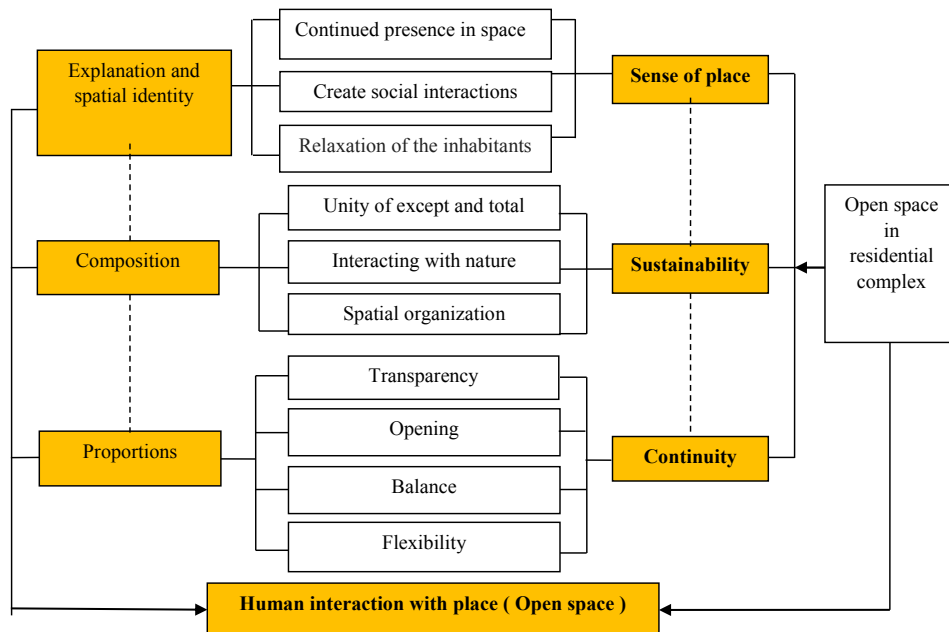 Continued presence in space
Explanation and
spatial identity
Create social interactions
Relaxation of the inhabitants
Sense of place
Unity of except and total
Composition
Interacting with nature
Spatial organization
Sustainability
Open space
in
residential
complex
Transparency
Opening
Proportions
Balance
Flexibility
Continuity
Human interaction with place ( Open space )